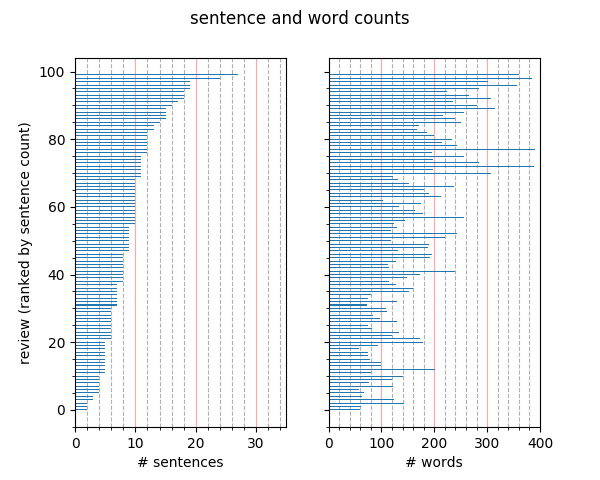 sentence and word counts
100
80
60
40
20
0
review (ranked by sentence count)
0 10 20 30
# sentences
0 100 200 300 400
# words